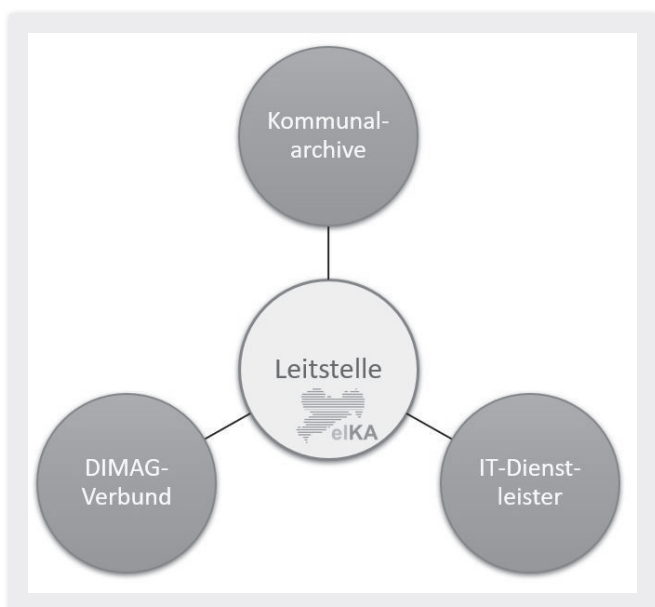 Kommunal-
archive
Leitstelle
elKA
DIMAG-
Verbund
IT-Dienst-
leister